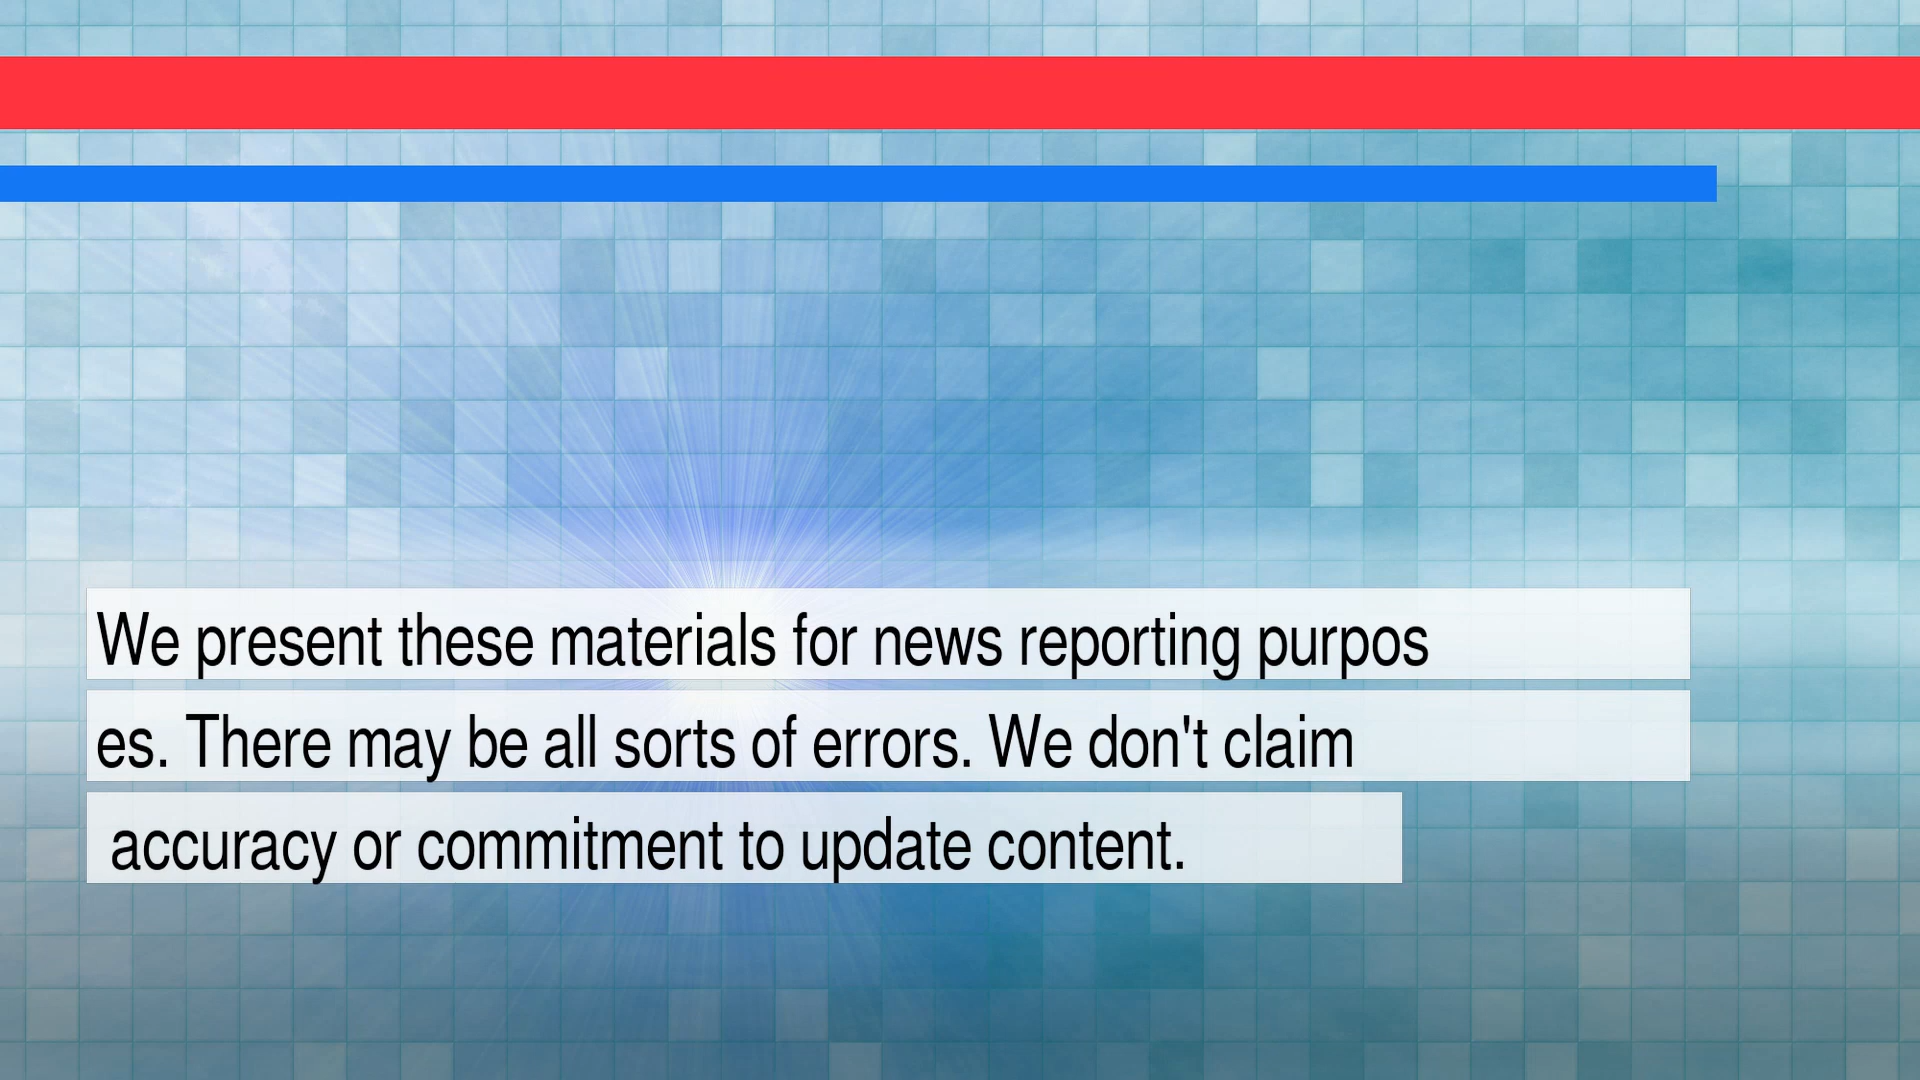 We present these materials for news reporting purpos
es. There may be all sorts of errors. We don't claim
accuracy or commitment to update content.